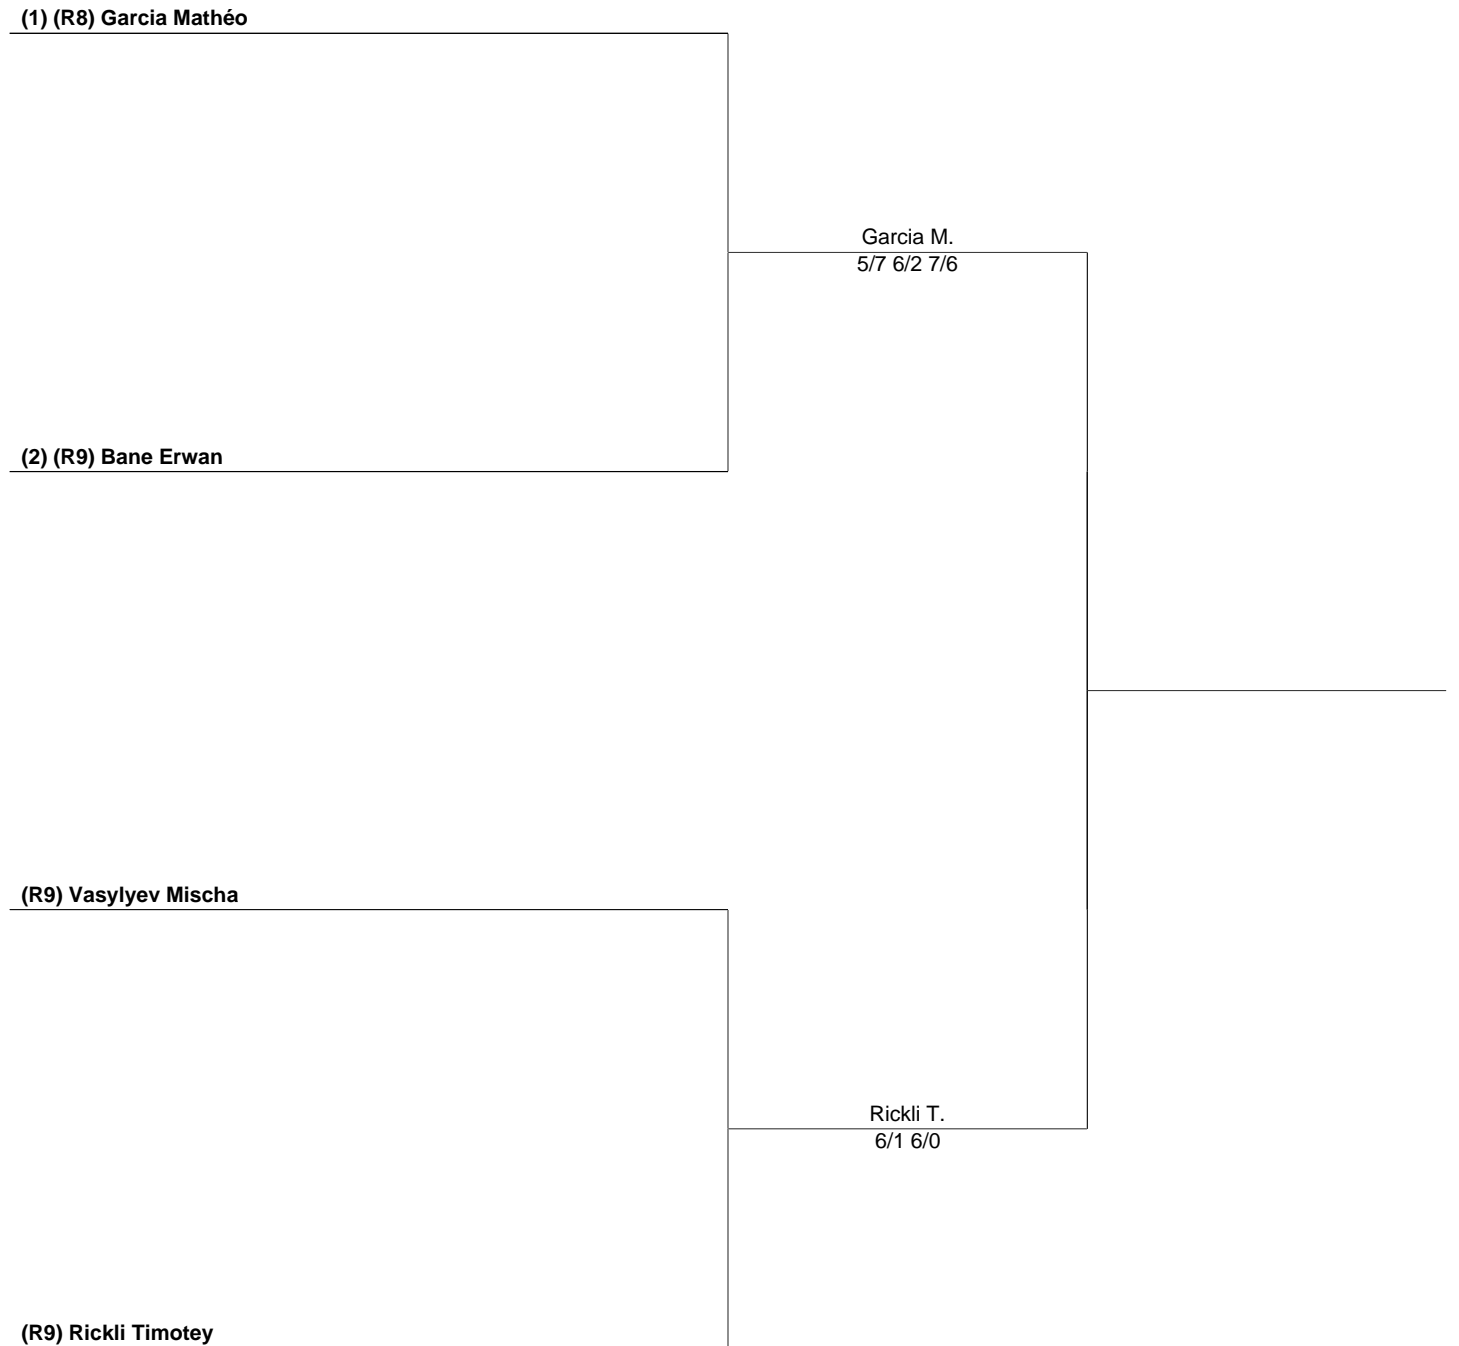 (1) (R8) Garcia Mathéo
Garcia M.
5/7 6/2 7/6
(2) (R9) Bane Erwan
(R9) Vasylyev Mischa
Rickli T.
6/1 6/0
(R9) Rickli Timotey